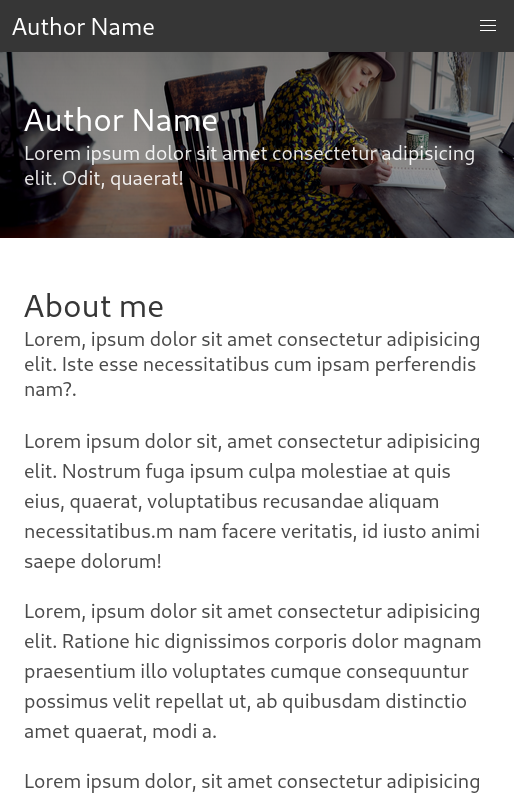 Author Name
Author Name
Lorem ipsum dolor sit amet consectetur adipisicing
elit. Odit, quaerat!
About me
Lorem, ipsum dolor sit amet consectetur adipisicing
elit. Iste esse necessitatibus cum ipsam perferendis
nam?.
Lorem ipsum dolor sit, amet consectetur adipisicing
elit. Nostrum fuga ipsum culpa molestiae at quis
eius, quaerat, voluptatibus recusandae aliquam
necessitatibus.m nam facere veritatis, id iusto animi
saepe dolorum!
Lorem, ipsum dolor sit amet consectetur adipisicing
elit. Ratione hic dignissimos corporis dolor magnam
praesentium illo voluptates cumque consequuntur
possimus velit repellat ut, ab quibusdam distinctio
amet quaerat, modi a.
Lorem ipsum dolor, sit amet consectetur adipisicing